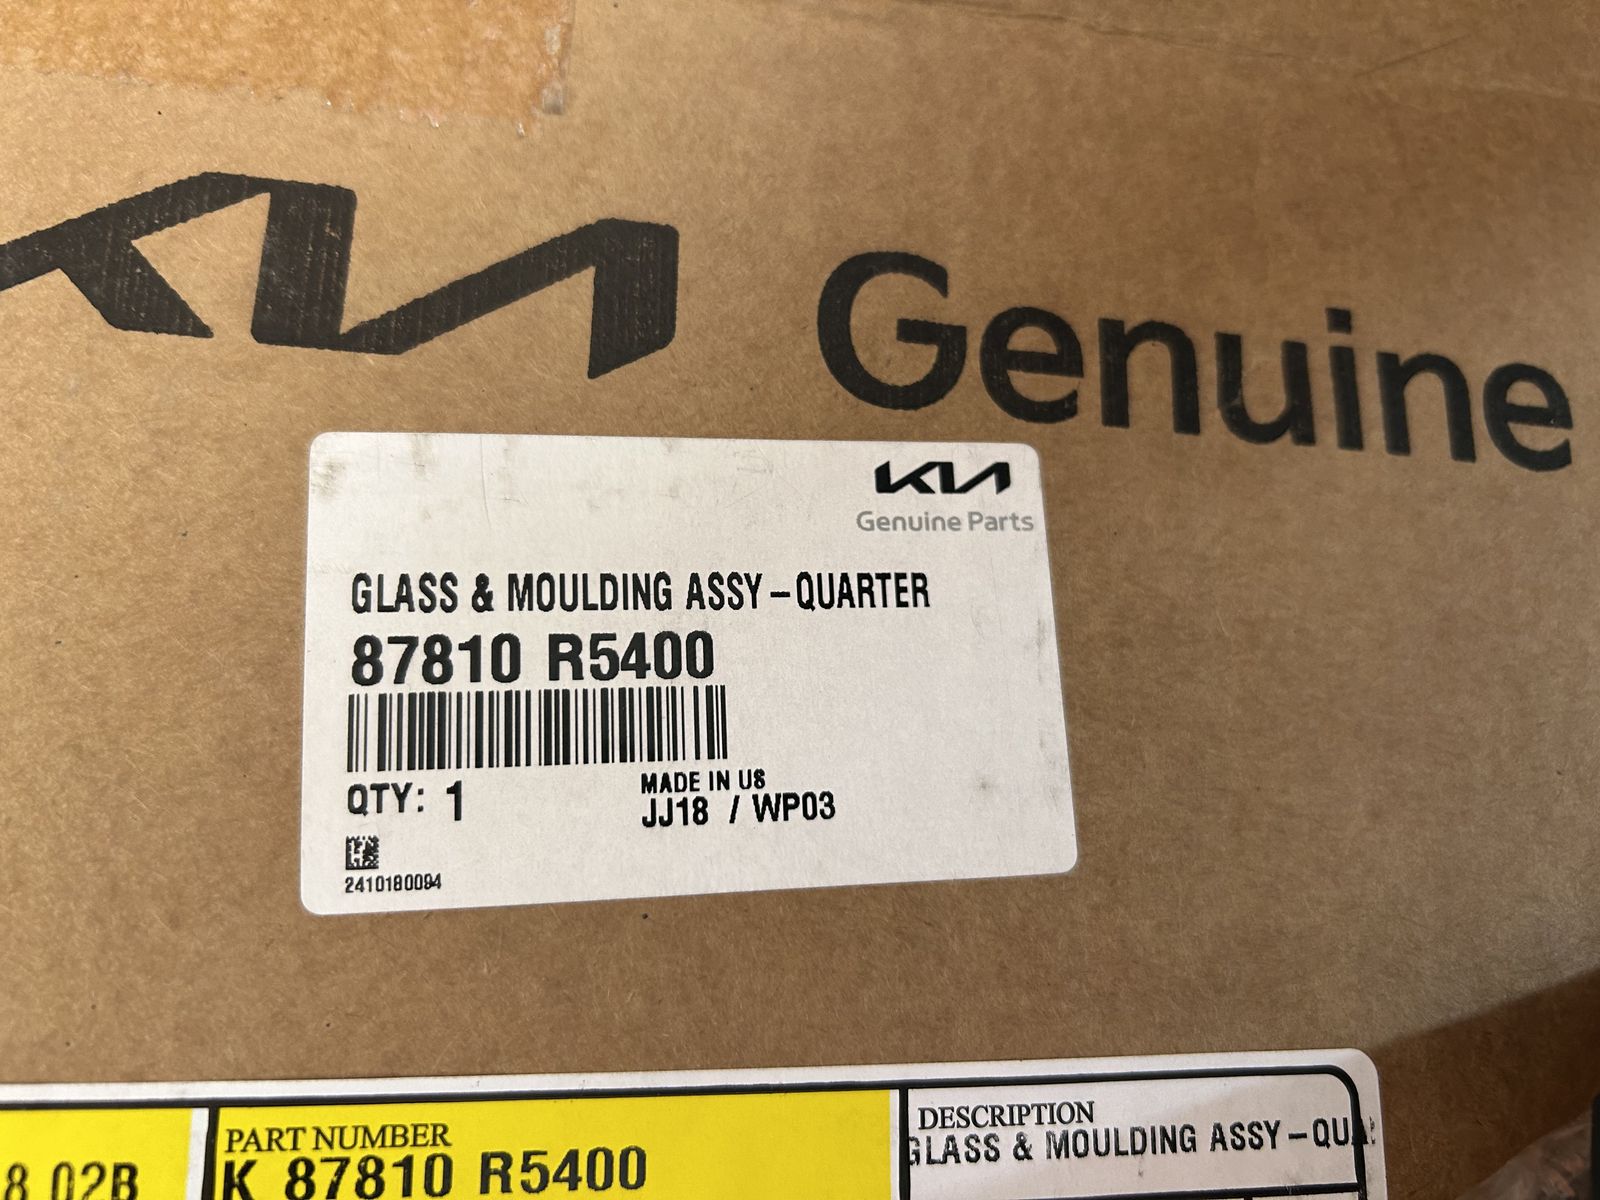 KIA Genuine
KIA
Genuine Parts
GLASS & MOULDING ASSY-QUARTER
87810 R5400
QTY: 1
MADE IN US
JJ18 / WP03
2410180094
8 02B
PART NUMBER
K 87810 R5400
DESCRIPTION
GLASS & MOULDING ASSY-QUA